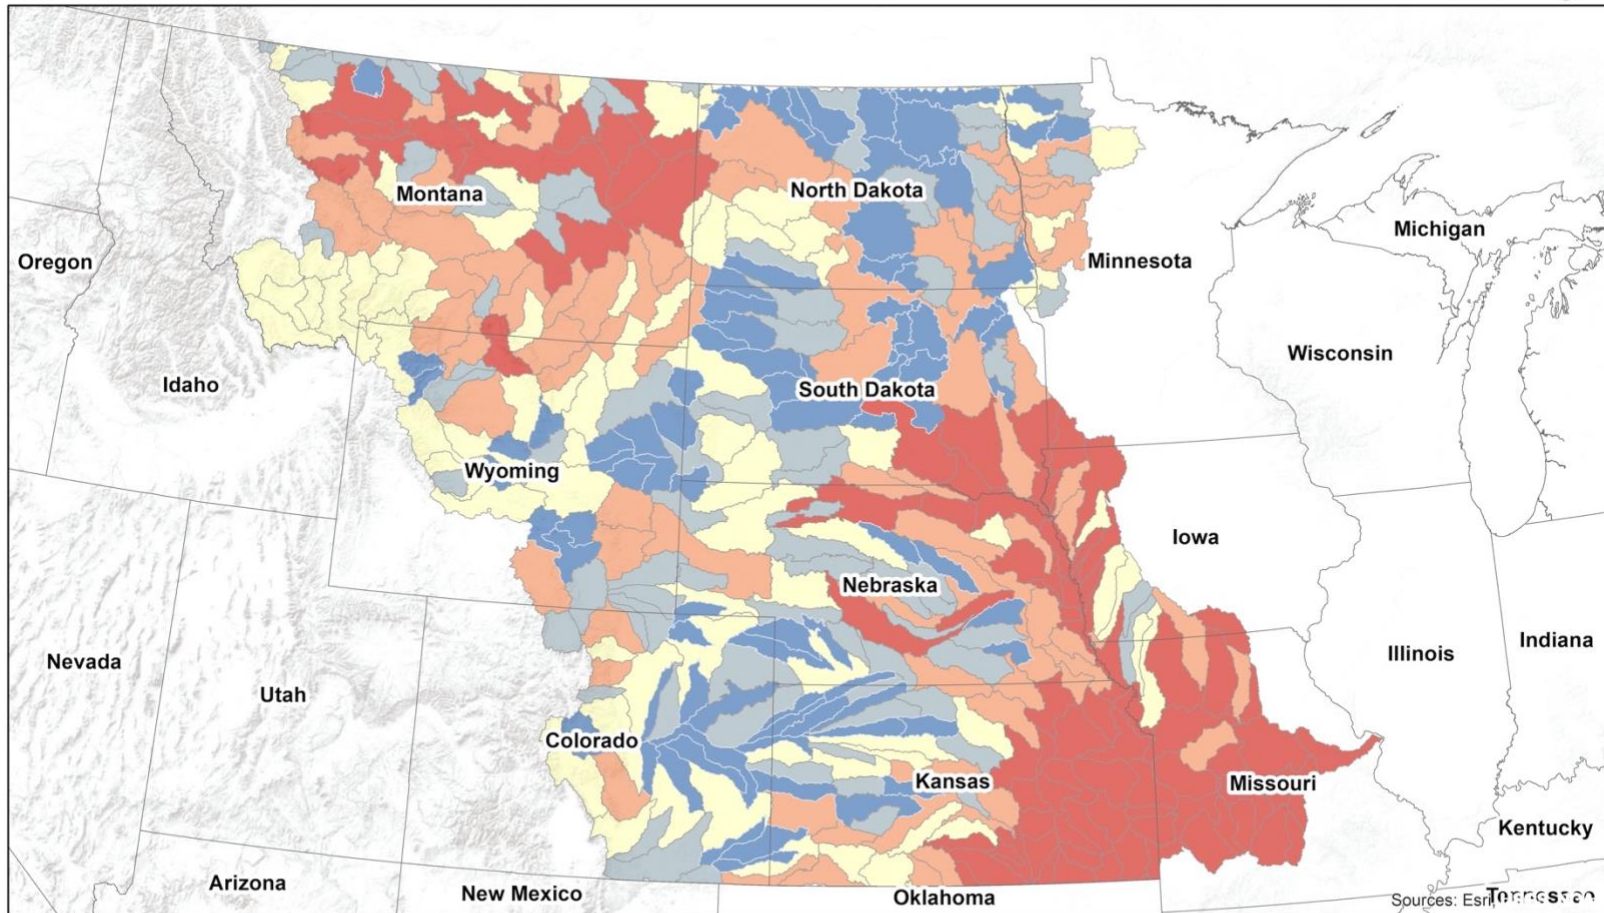 Montana
North Dakota
Michigan
Oregon
Minnesota
Wisconsin
Idaho
South Dakota
Wyoming
Iowa
Nebraska
Indiana
Nevada
Illinois
Utah
Colorado
Kansas
Missouri
Kentucky
Arizona
New Mexico
Oklahoma
Sources: Esri,
Tennessee